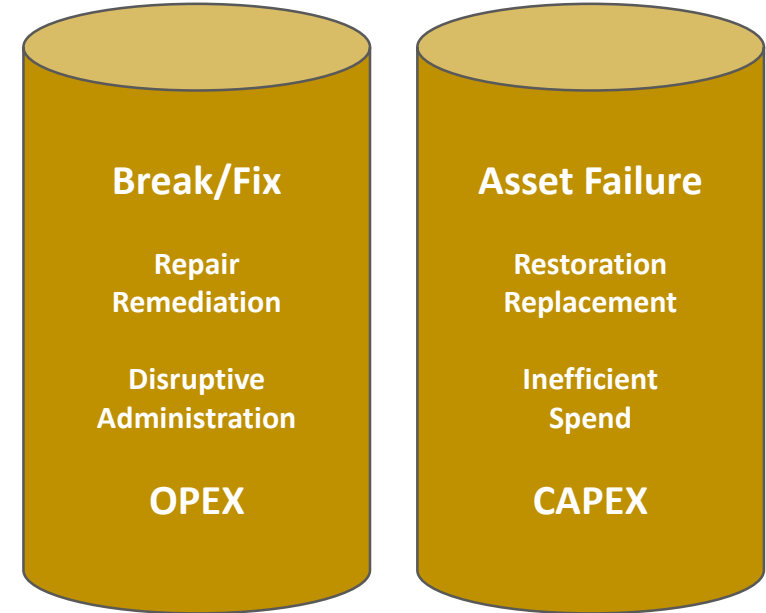 Break/Fix
Repair
Remediation
Disruptive
Administration
OPEX
Asset Failure
Restoration
Replacement
Inefficient
Spend
CAPEX